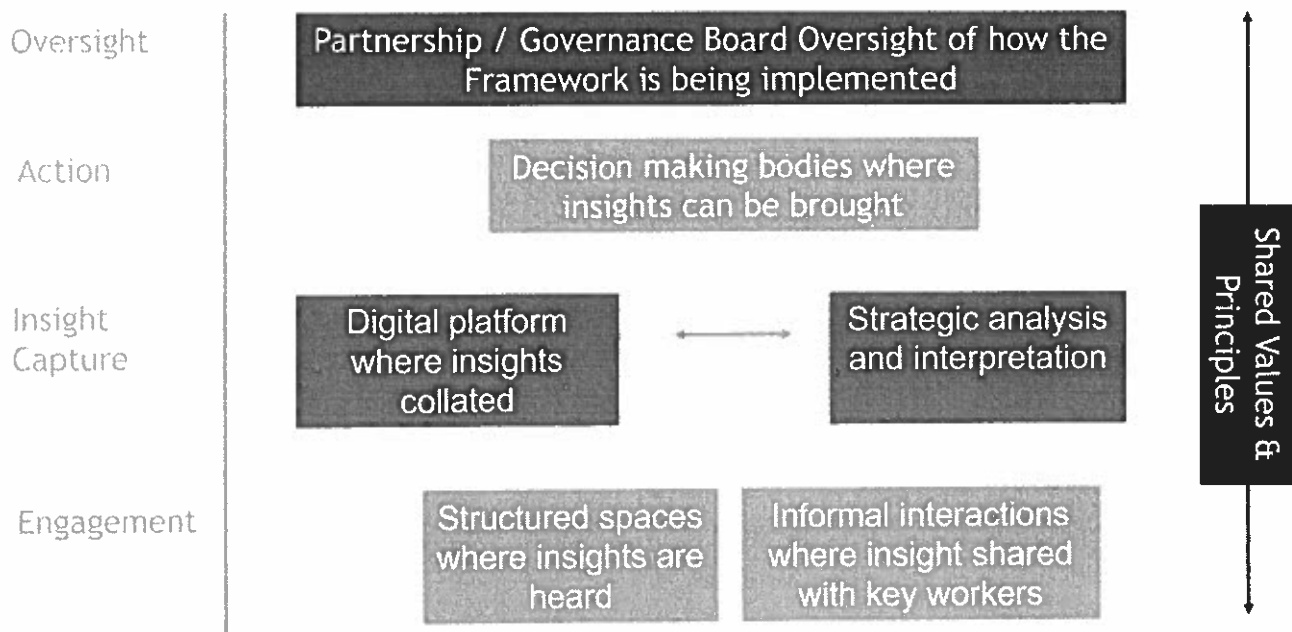 Oversight
Partnership / Governance Board Oversight of how the
Framework is being implemented
Action
Decision making bodies where
insights can be brought
Insight
Capture
Digital platform
where insights
collated
Strategic analysis
and interpretation
Engagement
Structured spaces
where insights are
heard
Informal interactions
where insight shared
with key workers
Shared Values &
Principles